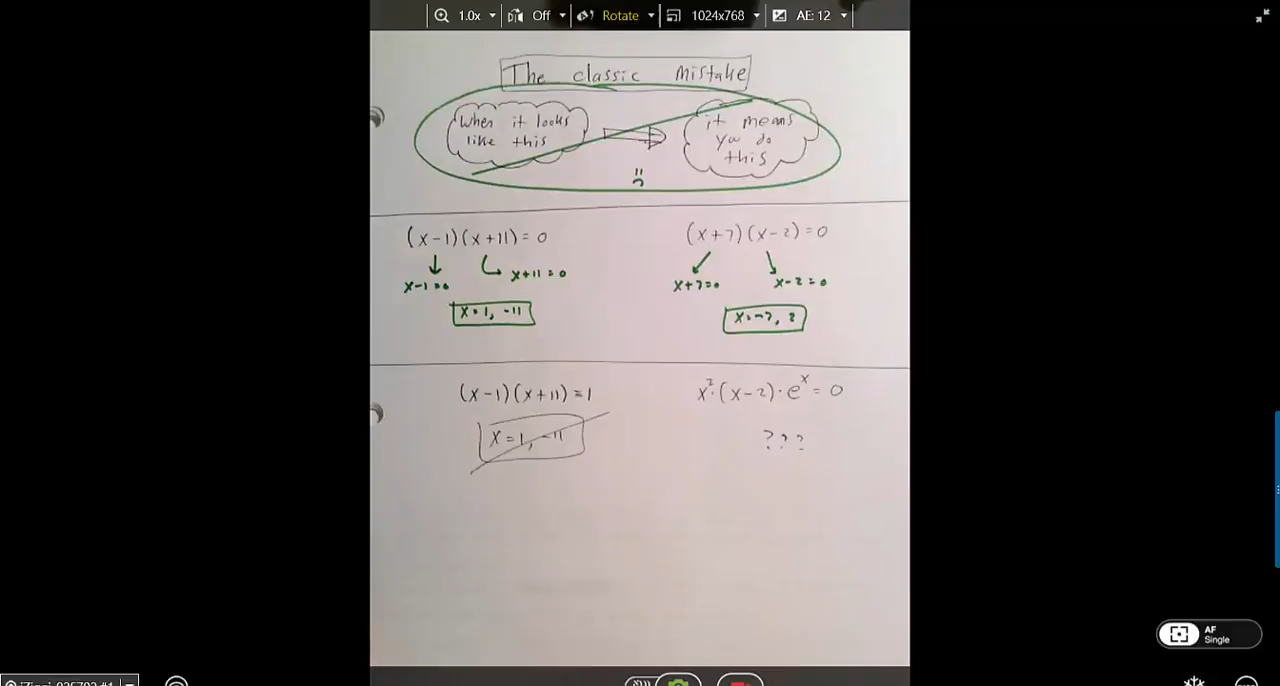 1.0x Off Rotate 1024x768 AE: 12
The classic Mistake
When it looks
like this
it means
you do
this
(x-1)(x+11)=0
x-1=0
x+11=0
x=1, -11
(x+7)(x-2)=0
x+7=0
x-2=0
x=-7, 2
(x-1)(x+11)=1
x=1, -11
x²·(x-2)·eˣ=0
???
AF
Single